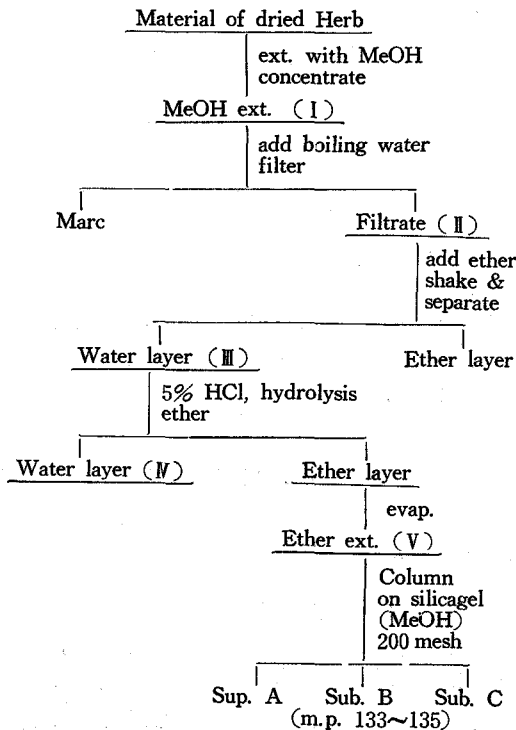 Material of dried Herb
ext. with MeOH
concentrate
MeOH ext. (Ⅰ)
add boiling water
filter
Marc
Filtrate (Ⅱ)
add ether
shake &
separate
Water layer (Ⅲ)
Ether layer
5% HCl, hydrolysis
ether
Water layer (Ⅳ)
Ether layer
evap.
Ether ext. (Ⅴ)
Column
on silicagel
(MeOH)
200 mesh
Sup. A Sub. B Sub. C
(m.p. 133~135)